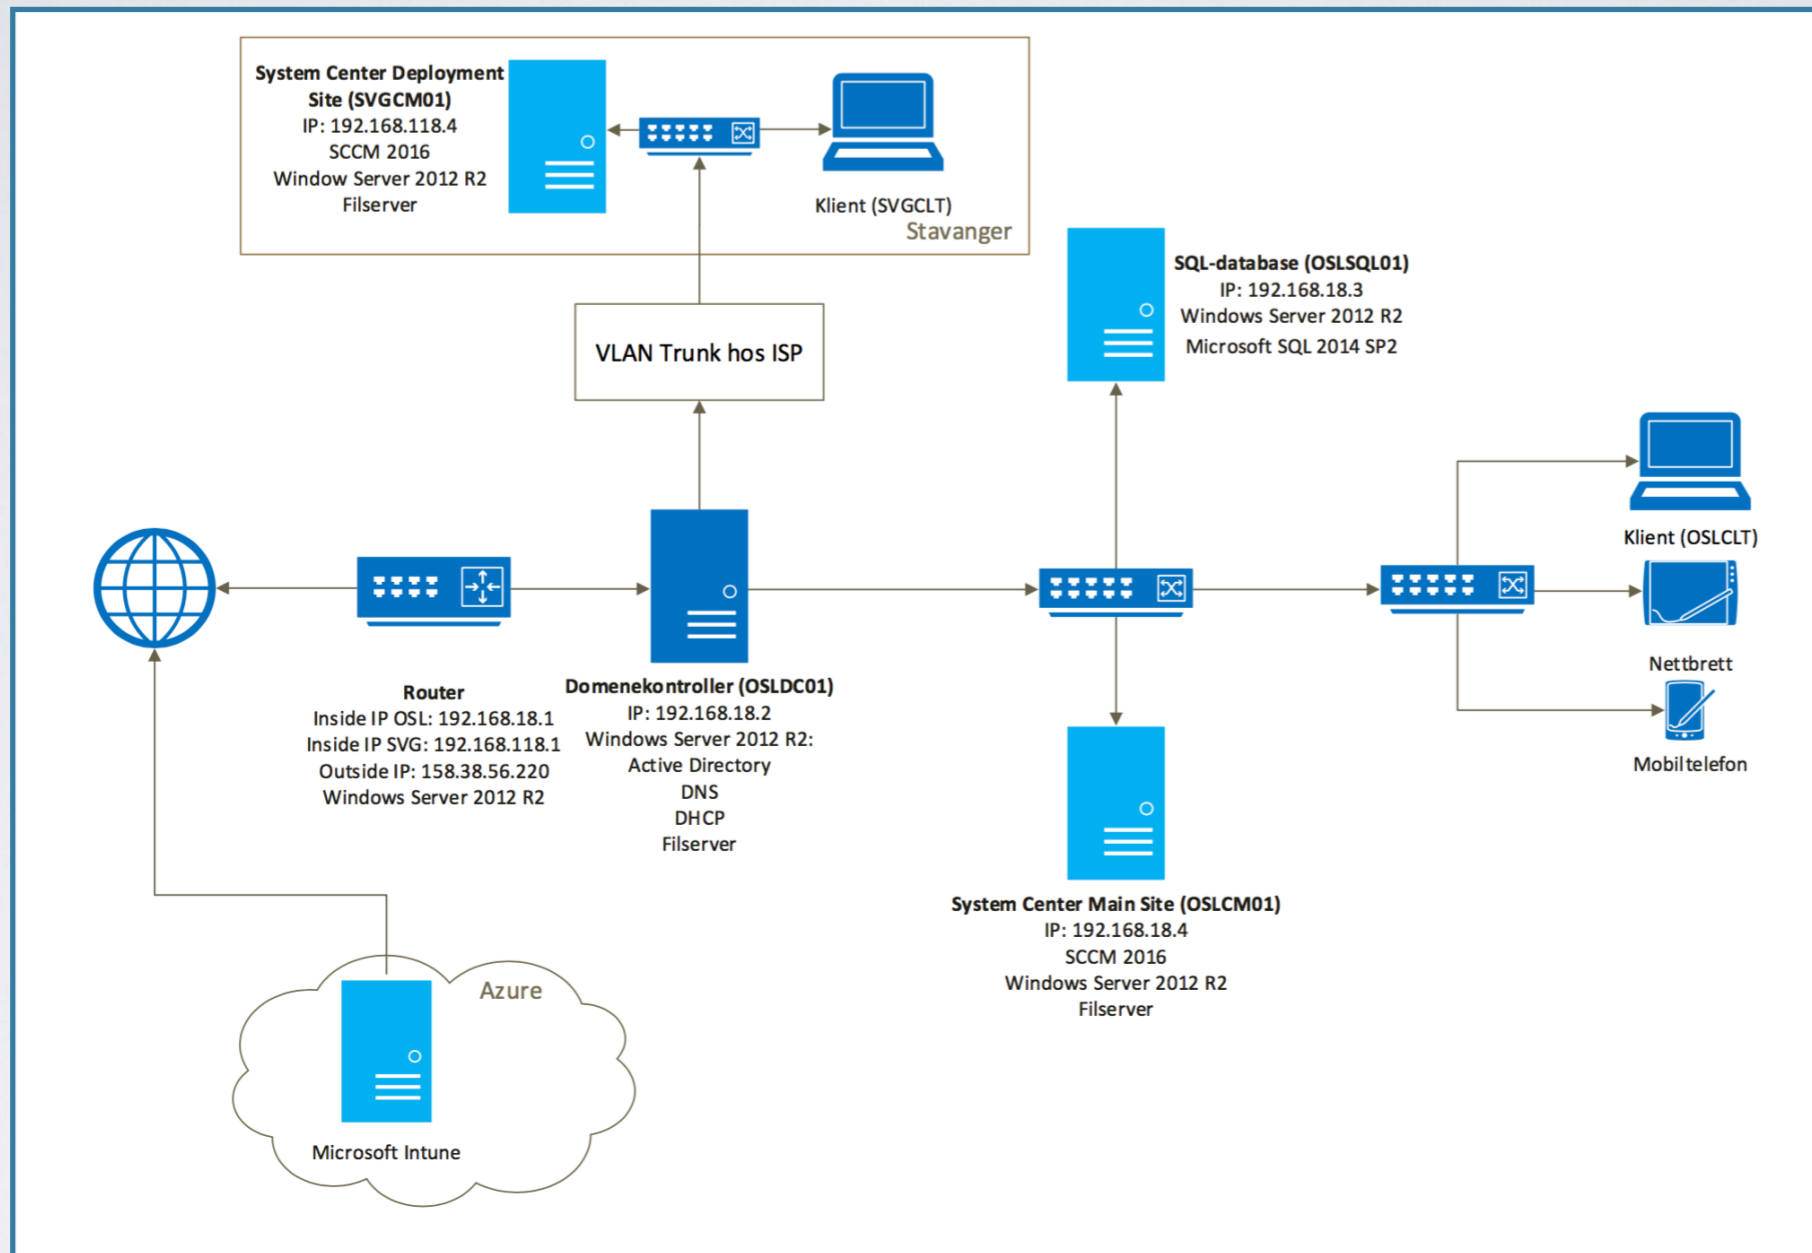 System Center Deployment
Site (SVGCM01)
IP: 192.168.118.4
SCCM 2016
Window Server 2012 R2
Filserver
Klient (SVGCLT)
Stavanger
VLAN Trunk hos ISP
SQL-database (OSLSQL01)
IP: 192.168.18.3
Windows Server 2012 R2
Microsoft SQL 2014 SP2
Klient (OSLCLT)
Nettbrett
Mobiltelefon
Router
Inside IP OSL: 192.168.18.1
Inside IP SVG: 192.168.118.1
Outside IP: 158.38.56.220
Windows Server 2012 R2
Domenekontroller (OSLDC01)
IP: 192.168.18.2
Windows Server 2012 R2:
Active Directory
DNS
DHCP
Filserver
System Center Main Site (OSLCM01)
IP: 192.168.18.4
SCCM 2016
Windows Server 2012 R2
Filserver
Azure
Microsoft Intune